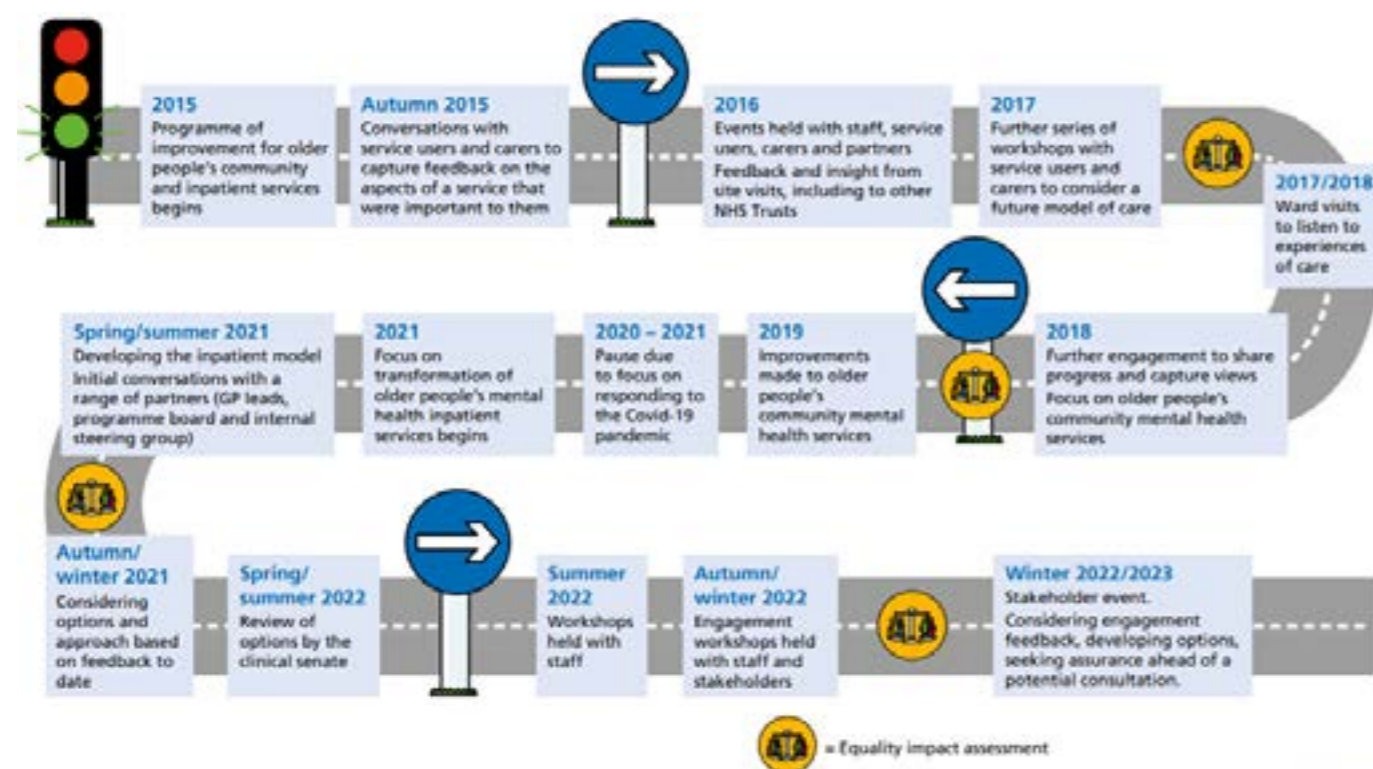 2015
Programme of
improvement for older
people's community
and inpatient services
begins
Autumn 2015
Conversations with
service users and carers to
capture feedback on the
aspects of a service that
were important to them
2016
Events held with staff, service
users, carers and partners
Feedback and insight from
site visits, including to other
NHS Trusts
2017
Further series of
workshops with
service users and
carers to consider a
future model of care
2017/2018
Ward visits
to listen to
experiences
of care
2018
Further engagement to share
progress and capture views
Focus on older people's
community mental health
services
2019
Improvements
made to older
people's
community mental
health services
2020 – 2021
Pause due
to focus on
responding to
the Covid-19
pandemic
2021
Focus on
transformation of
older people's mental
health inpatient
services begins
Spring/summer 2021
Developing the inpatient model
Initial conversations with a
range of partners (GP leads,
programme board and internal
steering group)
Autumn/
winter 2021
Considering
options and
approach based
on feedback to
date
Spring/
summer 2022
Review of
options by the
clinical senate
Summer
2022
Workshops
held with
staff
Autumn/
winter 2022
Engagement
workshops held
with staff and
stakeholders
Winter 2022/2023
Stakeholder event.
Considering engagement
feedback, developing options,
seeking assurance ahead of a
potential consultation.
= Equality impact assessment